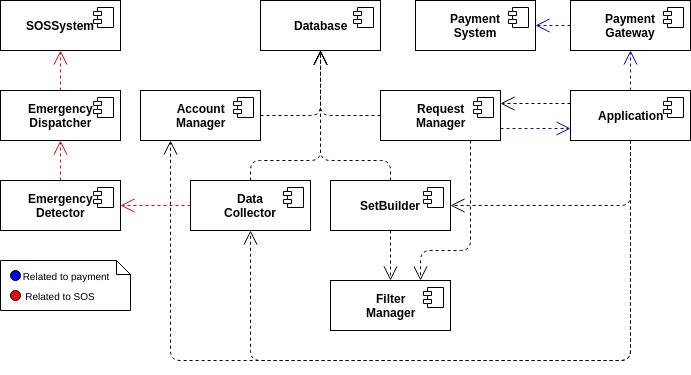 SOSSystem
Database
Payment
System
Payment
Gateway
Emergency
Dispatcher
Account
Manager
Request
Manager
Application
Emergency
Detector
Data
Collector
SetBuilder
Related to payment
Related to SOS
Filter
Manager